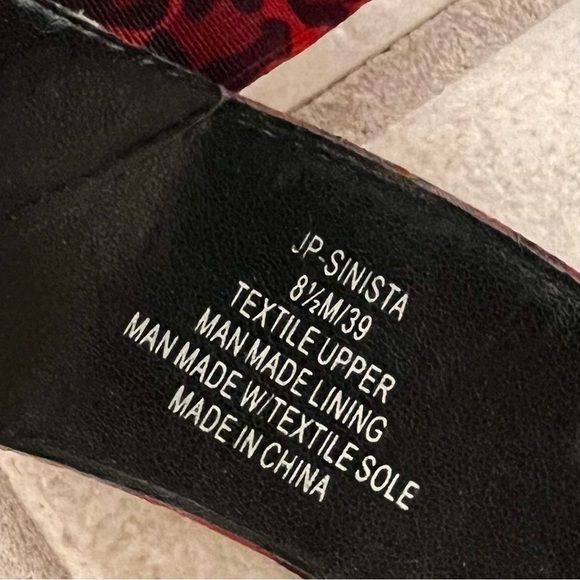 JP-SINISTA
8½M/39
TEXTILE UPPER
MAN MADE LINING
MAN MADE W/TEXTILE SOLE
MADE IN CHINA